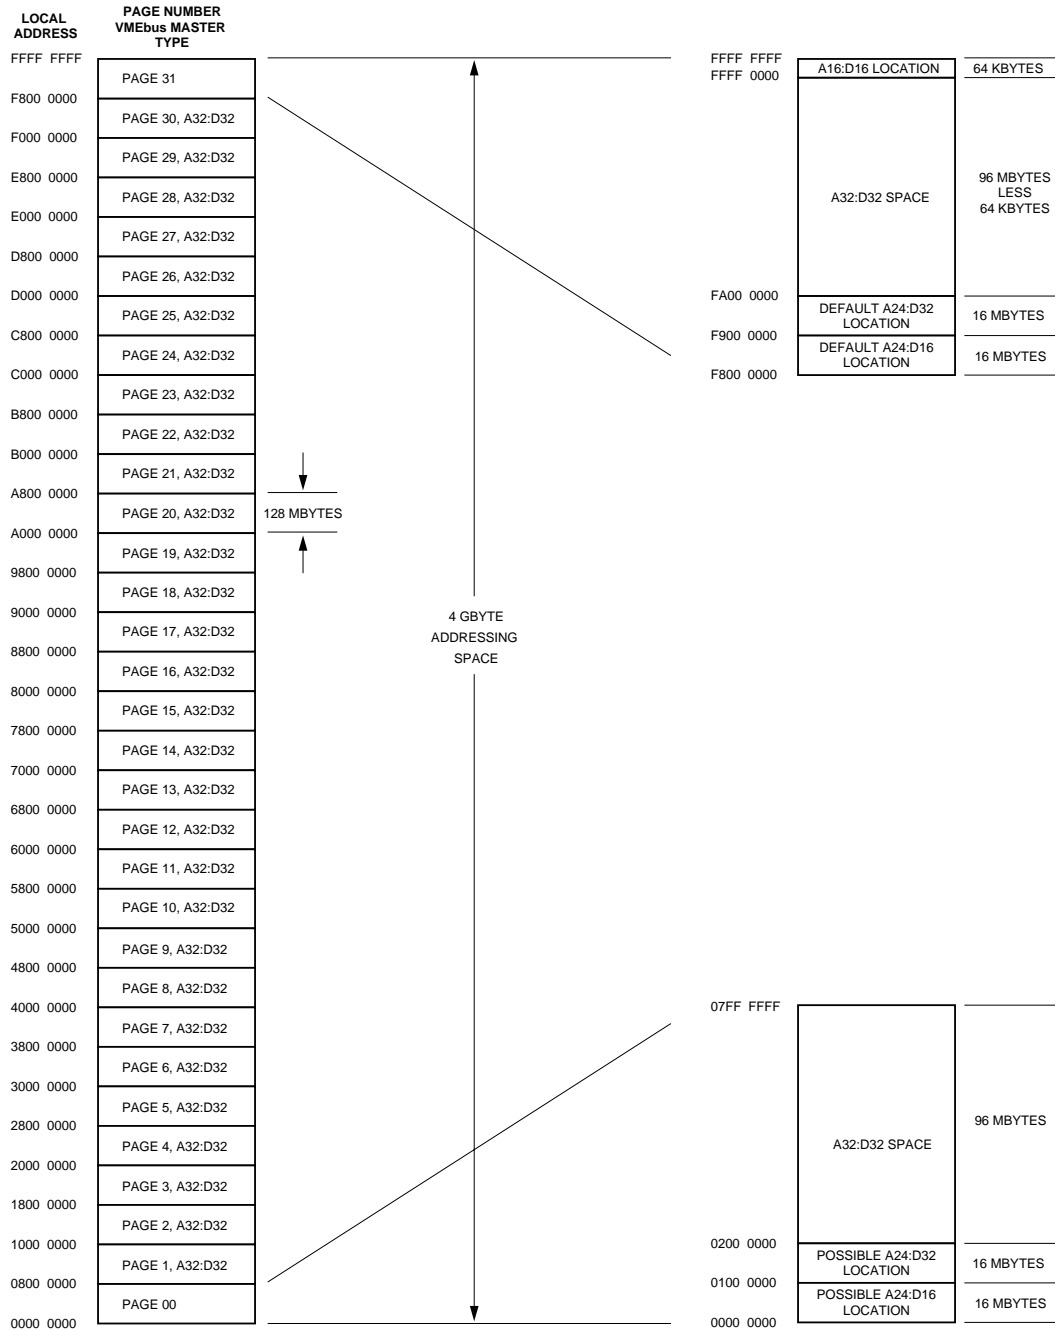 LOCAL
ADDRESS
PAGE NUMBER
VMEbus MASTER
TYPE
FFFF FFFF
PAGE 31
F800 0000
PAGE 30, A32:D32
F000 0000
PAGE 29, A32:D32
E800 0000
PAGE 28, A32:D32
E000 0000
PAGE 27, A32:D32
D800 0000
PAGE 26, A32:D32
D000 0000
PAGE 25, A32:D32
C800 0000
PAGE 24, A32:D32
C000 0000
PAGE 23, A32:D32
B800 0000
PAGE 22, A32:D32
B000 0000
PAGE 21, A32:D32
A800 0000
PAGE 20, A32:D32
A000 0000
PAGE 19, A32:D32
9800 0000
PAGE 18, A32:D32
9000 0000
PAGE 17, A32:D32
8800 0000
PAGE 16, A32:D32
8000 0000
PAGE 15, A32:D32
7800 0000
PAGE 14, A32:D32
7000 0000
PAGE 13, A32:D32
6800 0000
PAGE 12, A32:D32
6000 0000
PAGE 11, A32:D32
5800 0000
PAGE 10, A32:D32
5000 0000
PAGE 9, A32:D32
4800 0000
PAGE 8, A32:D32
4000 0000
PAGE 7, A32:D32
3800 0000
PAGE 6, A32:D32
3000 0000
PAGE 5, A32:D32
2800 0000
PAGE 4, A32:D32
2000 0000
PAGE 3, A32:D32
1800 0000
PAGE 2, A32:D32
1000 0000
PAGE 1, A32:D32
0800 0000
PAGE 00
0000 0000
128 MBYTES
4 GBYTE
ADDRESSING
SPACE
FFFF FFFF
A16:D16 LOCATION
64 KBYTES
FFFF 0000
A32:D32 SPACE
96 MBYTES
LESS
64 KBYTES
FA00 0000
DEFAULT A24:D32
LOCATION
16 MBYTES
F900 0000
DEFAULT A24:D16
LOCATION
16 MBYTES
F800 0000
07FF FFFF
A32:D32 SPACE
96 MBYTES
0200 0000
POSSIBLE A24:D32
LOCATION
16 MBYTES
0100 0000
POSSIBLE A24:D16
LOCATION
16 MBYTES
0000 0000